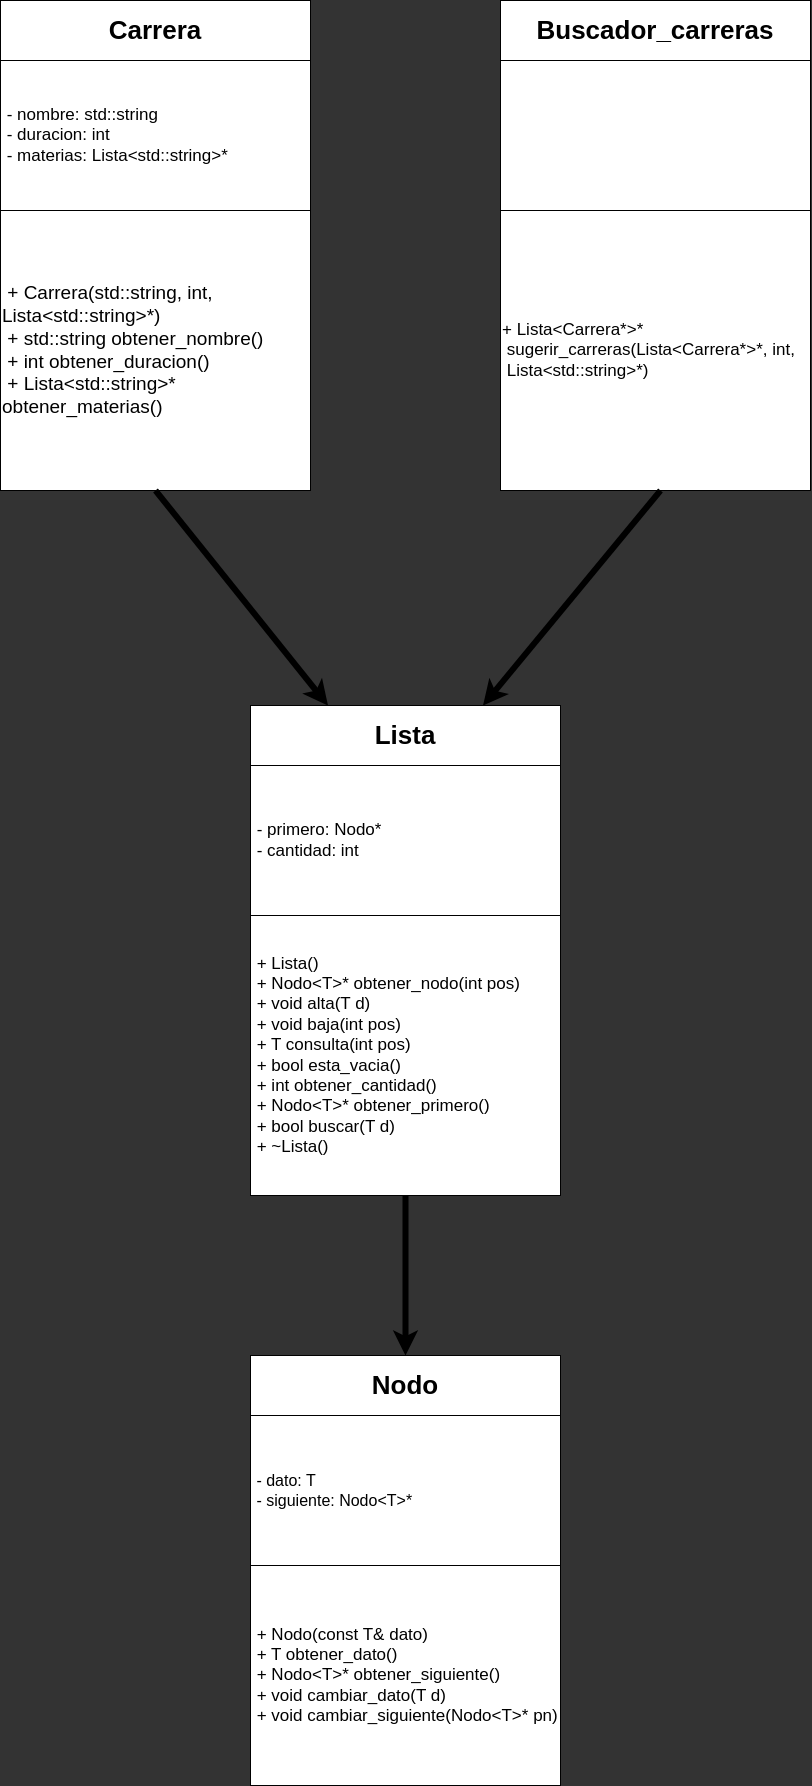 Carrera
- nombre: std::string
- duracion: int
- materias: Lista<std::string>*
+ Carrera(std::string, int,
Lista<std::string>*)
+ std::string obtener_nombre()
+ int obtener_duracion()
+ Lista<std::string>*
obtener_materias()
Buscador_carreras
+ Lista<Carrera*>*
sugerir_carreras(Lista<Carrera*>*, int,
Lista<std::string>*)
Lista
- primero: Nodo*
- cantidad: int
+ Lista()
+ Nodo<T>* obtener_nodo(int pos)
+ void alta(T d)
+ void baja(int pos)
+ T consulta(int pos)
+ bool esta_vacia()
+ int obtener_cantidad()
+ Nodo<T>* obtener_primero()
+ bool buscar(T d)
+ ~Lista()
Nodo
- dato: T
- siguiente: Nodo<T>*
+ Nodo(const T& dato)
+ T obtener_dato()
+ Nodo<T>* obtener_siguiente()
+ void cambiar_dato(T d)
+ void cambiar_siguiente(Nodo<T>* pn)